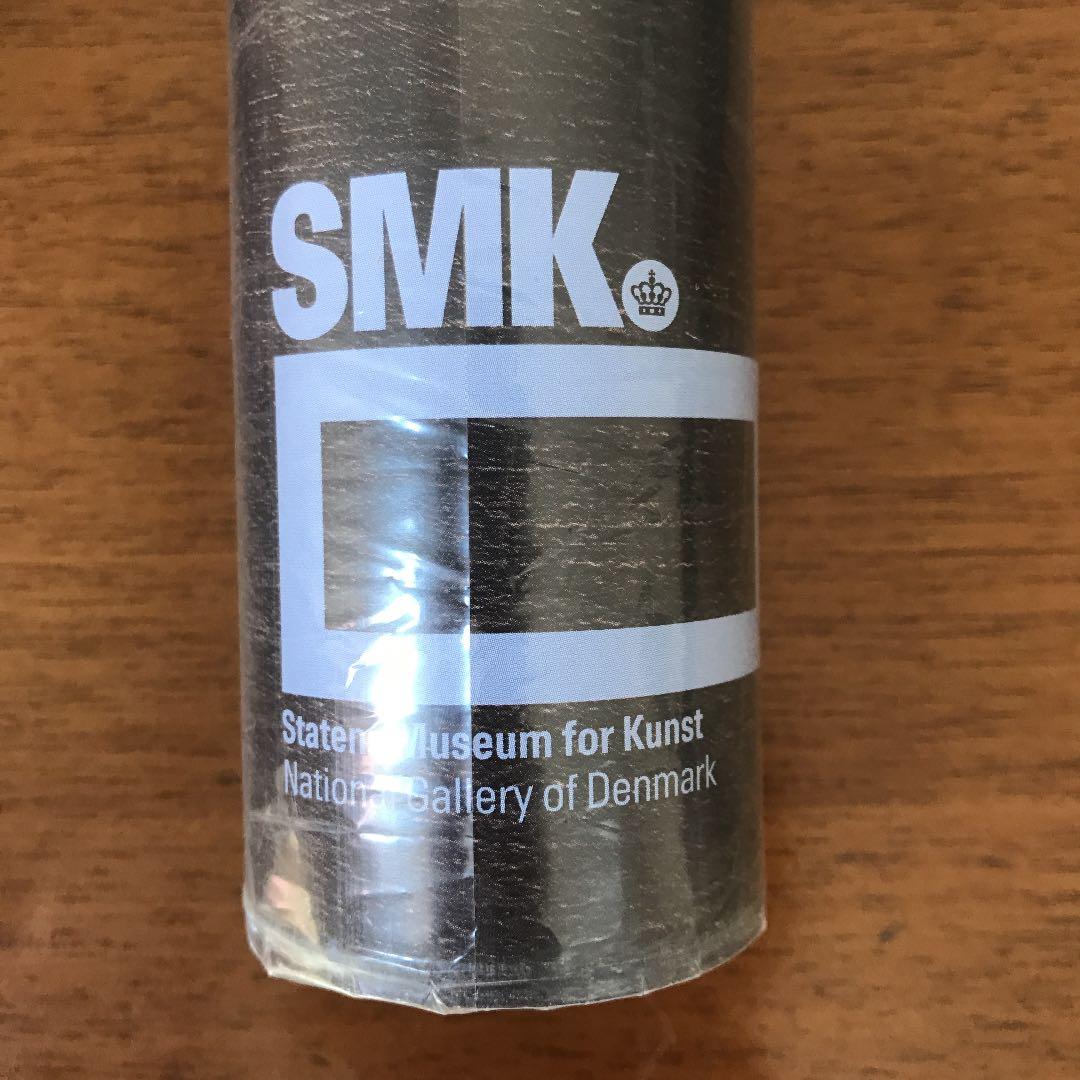 SMK.
Statens Museum for Kunst
National Gallery of Denmark